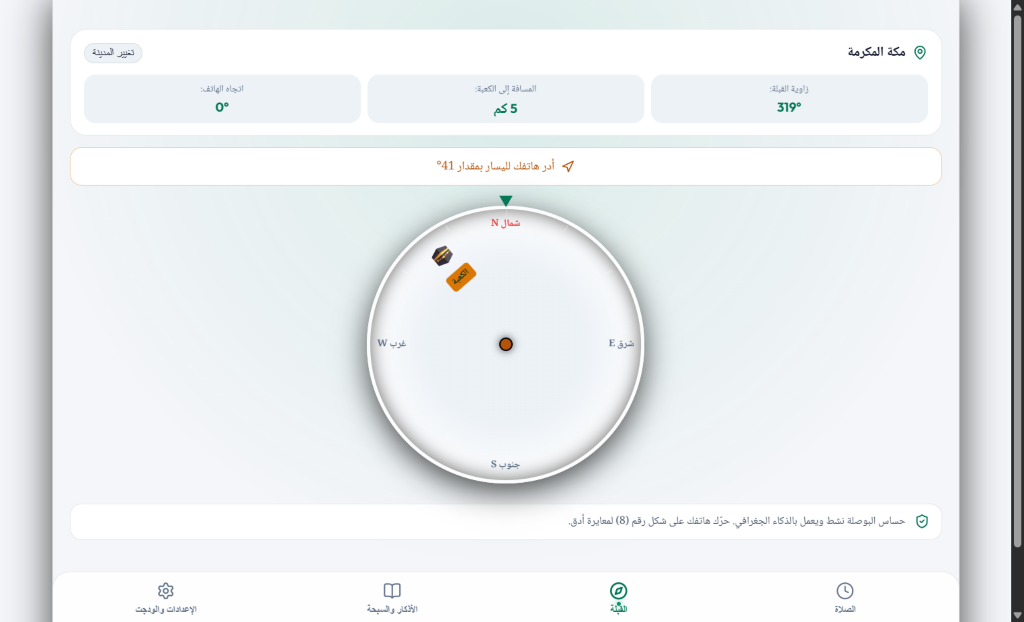 مكة المكرمة
تغيير المدينة
زاوية القبلة:
319°
المسافة إلى الكعبة:
5 كم
اتجاه الهاتف:
0°
أدر هاتفك لليسار بمقدار 41°
شمال N
الكعبة
شرق E
غرب W
جنوب S
حساس البوصلة نشط ويعمل بالذكاء الجغرافي. حرّك هاتفك على شكل رقم (8) لمعايرة أدق.
الصلاة
القبلة
الأذكار والسبحة
الإعدادات والودجت